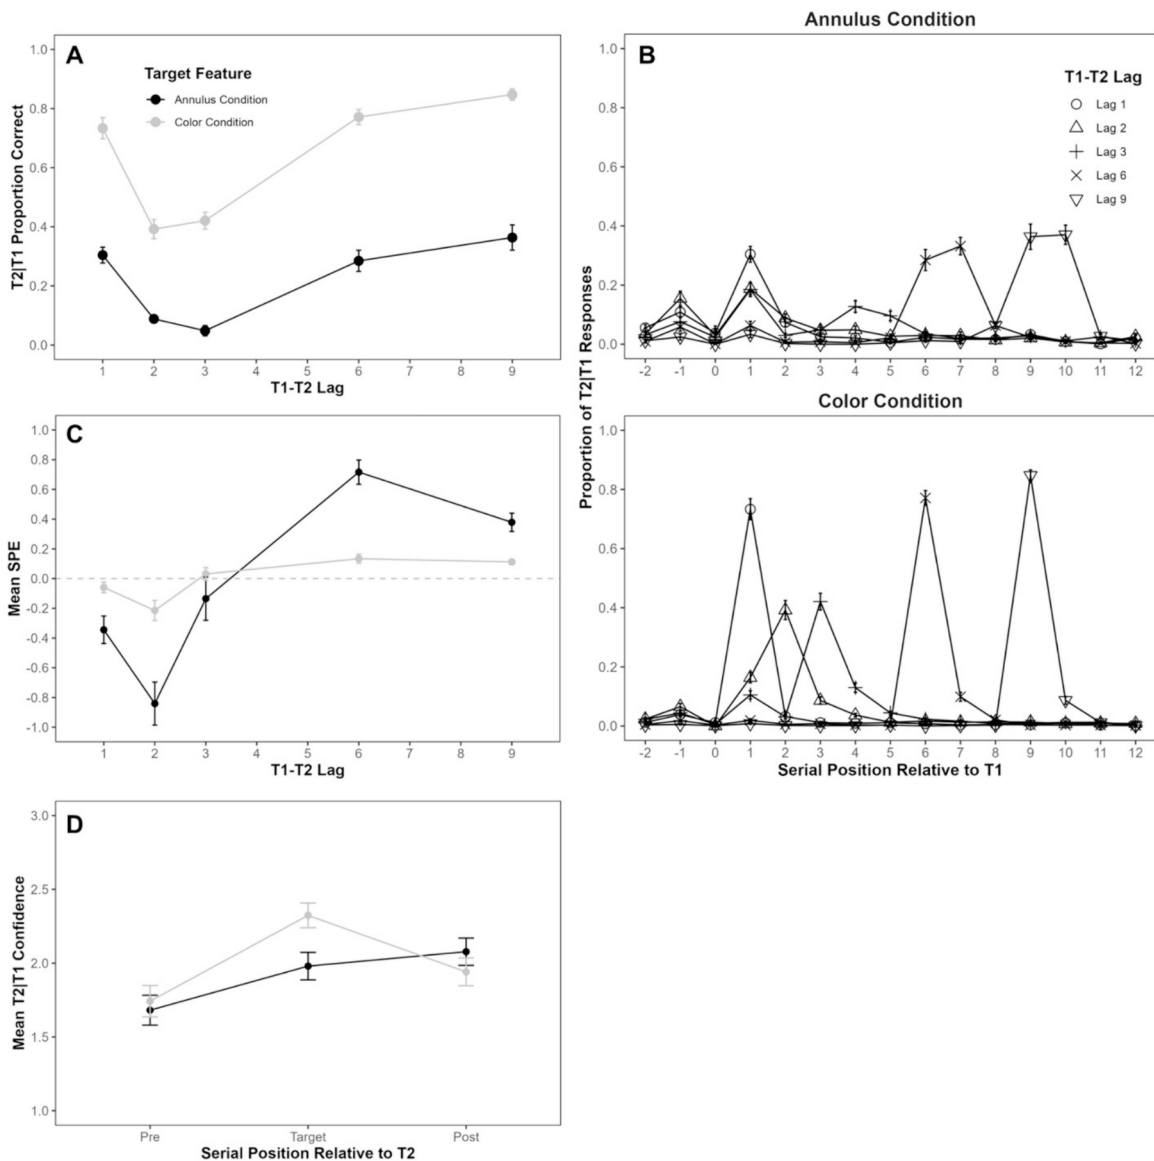 A
Target Feature
Annulus Condition
Color Condition
T2|T1 Proportion Correct
1.0
0.8
0.6
0.4
0.2
0.0
1 2 3 4 5 6 7 8 9
T1-T2 Lag
Annulus Condition
B
T1-T2 Lag
Lag 1
Lag 2
Lag 3
Lag 6
Lag 9
1.0
0.8
0.6
0.4
0.2
0.0
-2 -1 0 1 2 3 4 5 6 7 8 9 10 11 12
Proportion of T2|T1 Responses
C
Mean SPE
1.0
0.8
0.6
0.4
0.2
0.0
-0.2
-0.4
-0.6
-0.8
-1.0
1 2 3 4 5 6 7 8 9
T1-T2 Lag
Color Condition
1.0
0.8
0.6
0.4
0.2
0.0
-2 -1 0 1 2 3 4 5 6 7 8 9 10 11 12
Serial Position Relative to T1
D
Mean T2|T1 Confidence
3.0
2.5
2.0
1.5
1.0
Pre Target Post
Serial Position Relative to T2